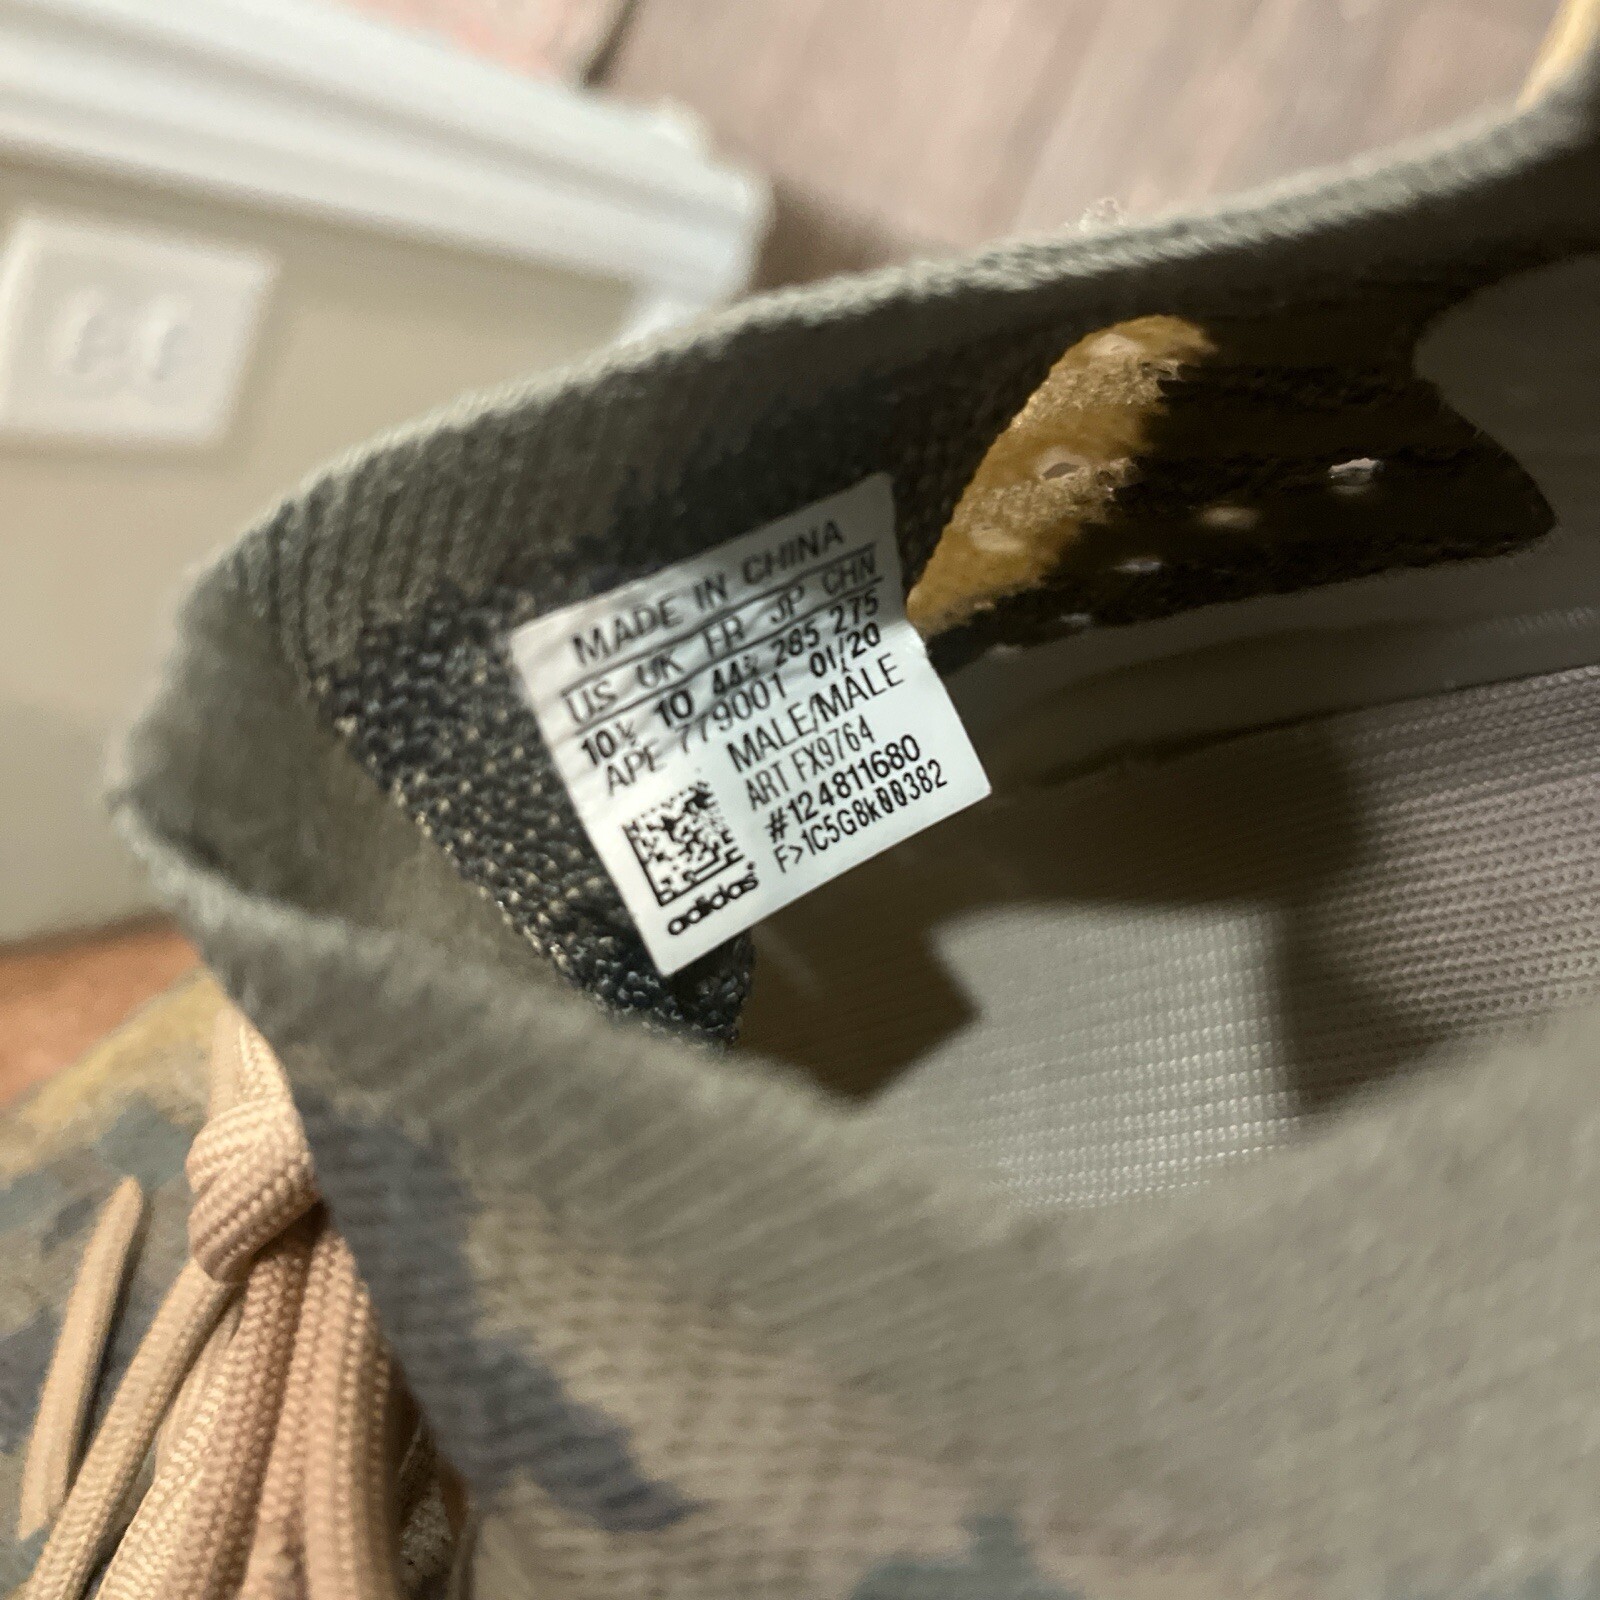 MADE IN CHINA
US UK FR JP CHN
10½ 10 44⅔ 285 275
APE 779001 01/20
MALE/MALE
ART FX9764
#124811680
F>1C5G8k00382
adidas